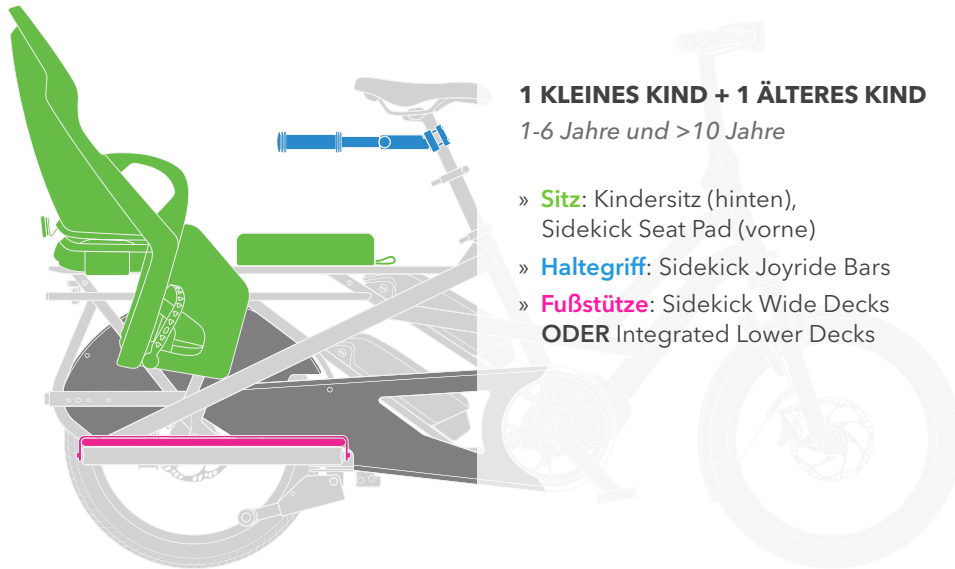 1 KLEINES KIND + 1 ÄLTERES KIND
1-6 Jahre und >10 Jahre
» Sitz: Kindersitz (hinten),
Sidekick Seat Pad (vorne)
» Haltegriff: Sidekick Joyride Bars
» Fußstütze: Sidekick Wide Decks
ODER Integrated Lower Decks